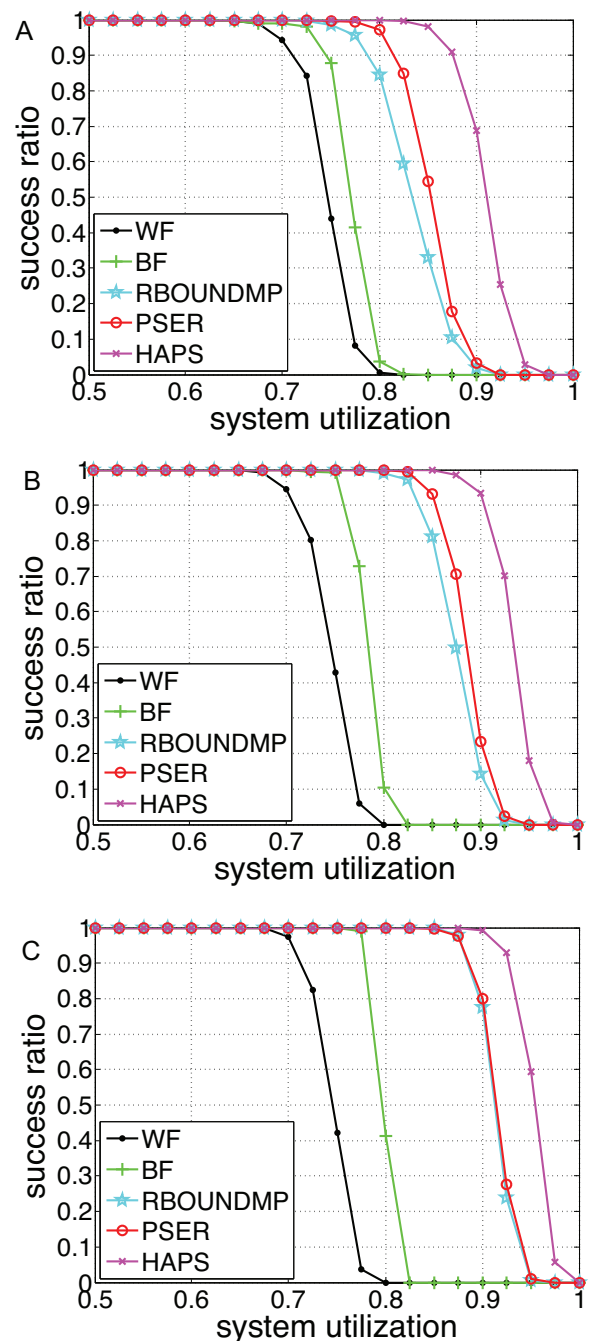 A
1
0.9
0.8
0.7
0.6
0.5
0.4
0.3
0.2
0.1
0
success ratio
WF
BF
RBOUNDMP
PSER
HAPS
0.5 0.6 0.7 0.8 0.9 1
system utilization
B
1
0.9
0.8
0.7
0.6
0.5
0.4
0.3
0.2
0.1
0
success ratio
WF
BF
RBOUNDMP
PSER
HAPS
0.5 0.6 0.7 0.8 0.9 1
system utilization
C
1
0.9
0.8
0.7
0.6
0.5
0.4
0.3
0.2
0.1
0
success ratio
WF
BF
RBOUNDMP
PSER
HAPS
0.5 0.6 0.7 0.8 0.9 1
system utilization